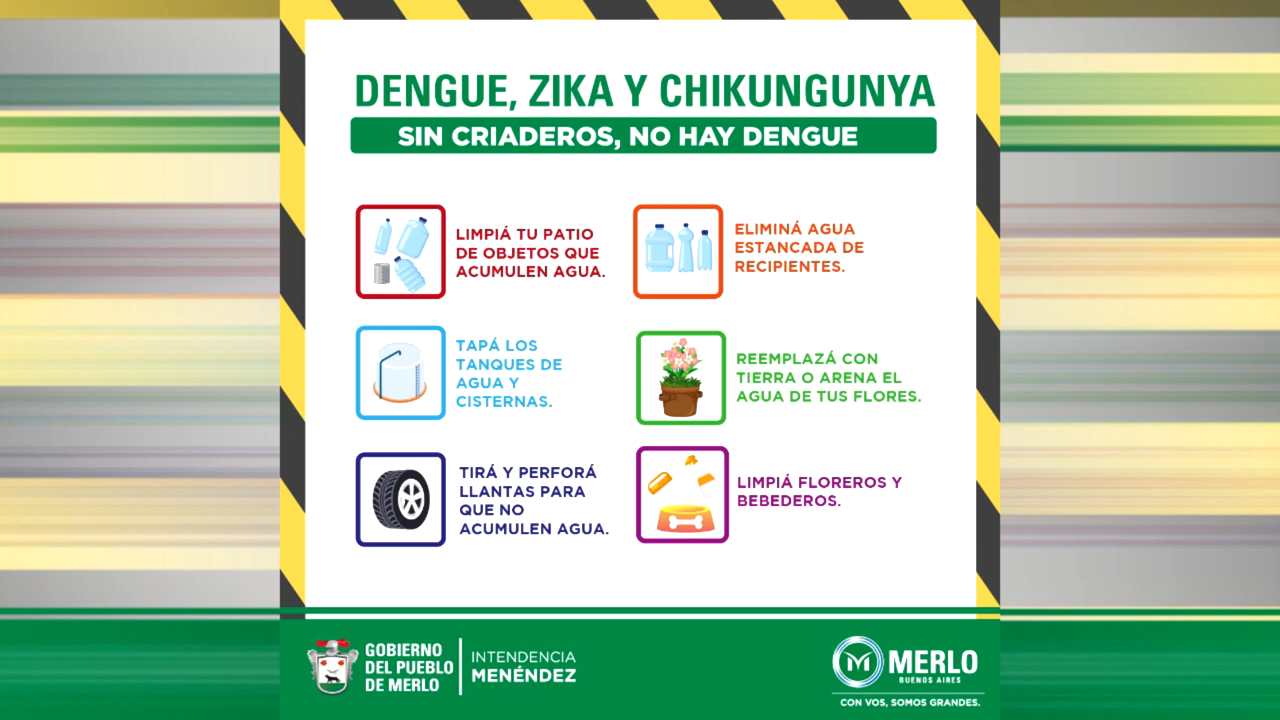 DENGUE, ZIKA Y CHIKUNGUNYA
SIN CRIADEROS, NO HAY DENGUE
LIMPIÁ TU PATIO
DE OBJETOS QUE
ACUMULEN AGUA.
ELIMINÁ AGUA
ESTANCADA DE
RECIPIENTES.
TAPÁ LOS
TANQUES DE
AGUA Y
CISTERNAS.
REEMPLAZÁ CON
TIERRA O ARENA EL
AGUA DE TUS FLORES.
TIRÁ Y PERFORÁ
LLANTAS PARA
QUE NO
ACUMULEN AGUA.
LIMPIÁ FLOREROS Y
BEBEDEROS.
GOBIERNO
DEL PUEBLO
DE MERLO
INTENDENCIA
MENÉNDEZ
MERLO
BUENOS AIRES
CON VOS, SOMOS GRANDES.